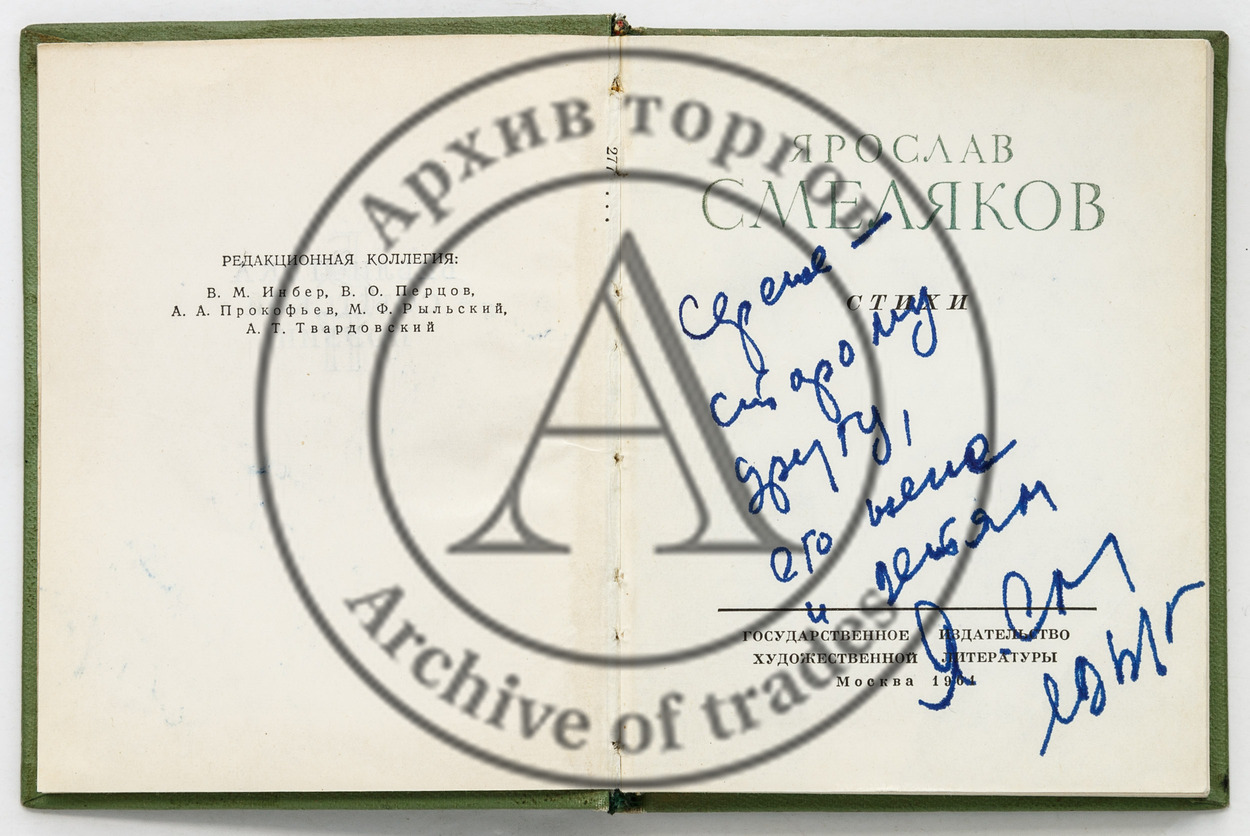 РЕДАКЦИОННАЯ КОЛЛЕГИЯ:
В. М. Инбер, В. О. Перцов,
А. А. Прокофьев, М. Ф. Рыльский,
А. Т. Твардовский
277
ЯРОСЛАВ
СМЕЛЯКОВ
СТИХИ
Сереже –
старому
другу,
его жене
и детям
Я. См
ГОСУДАРСТВЕННОЕ ИЗДАТЕЛЬСТВО
ХУДОЖЕСТВЕННОЙ ЛИТЕРАТУРЫ
Москва 1964
Архив торгов
A
Archive of trades